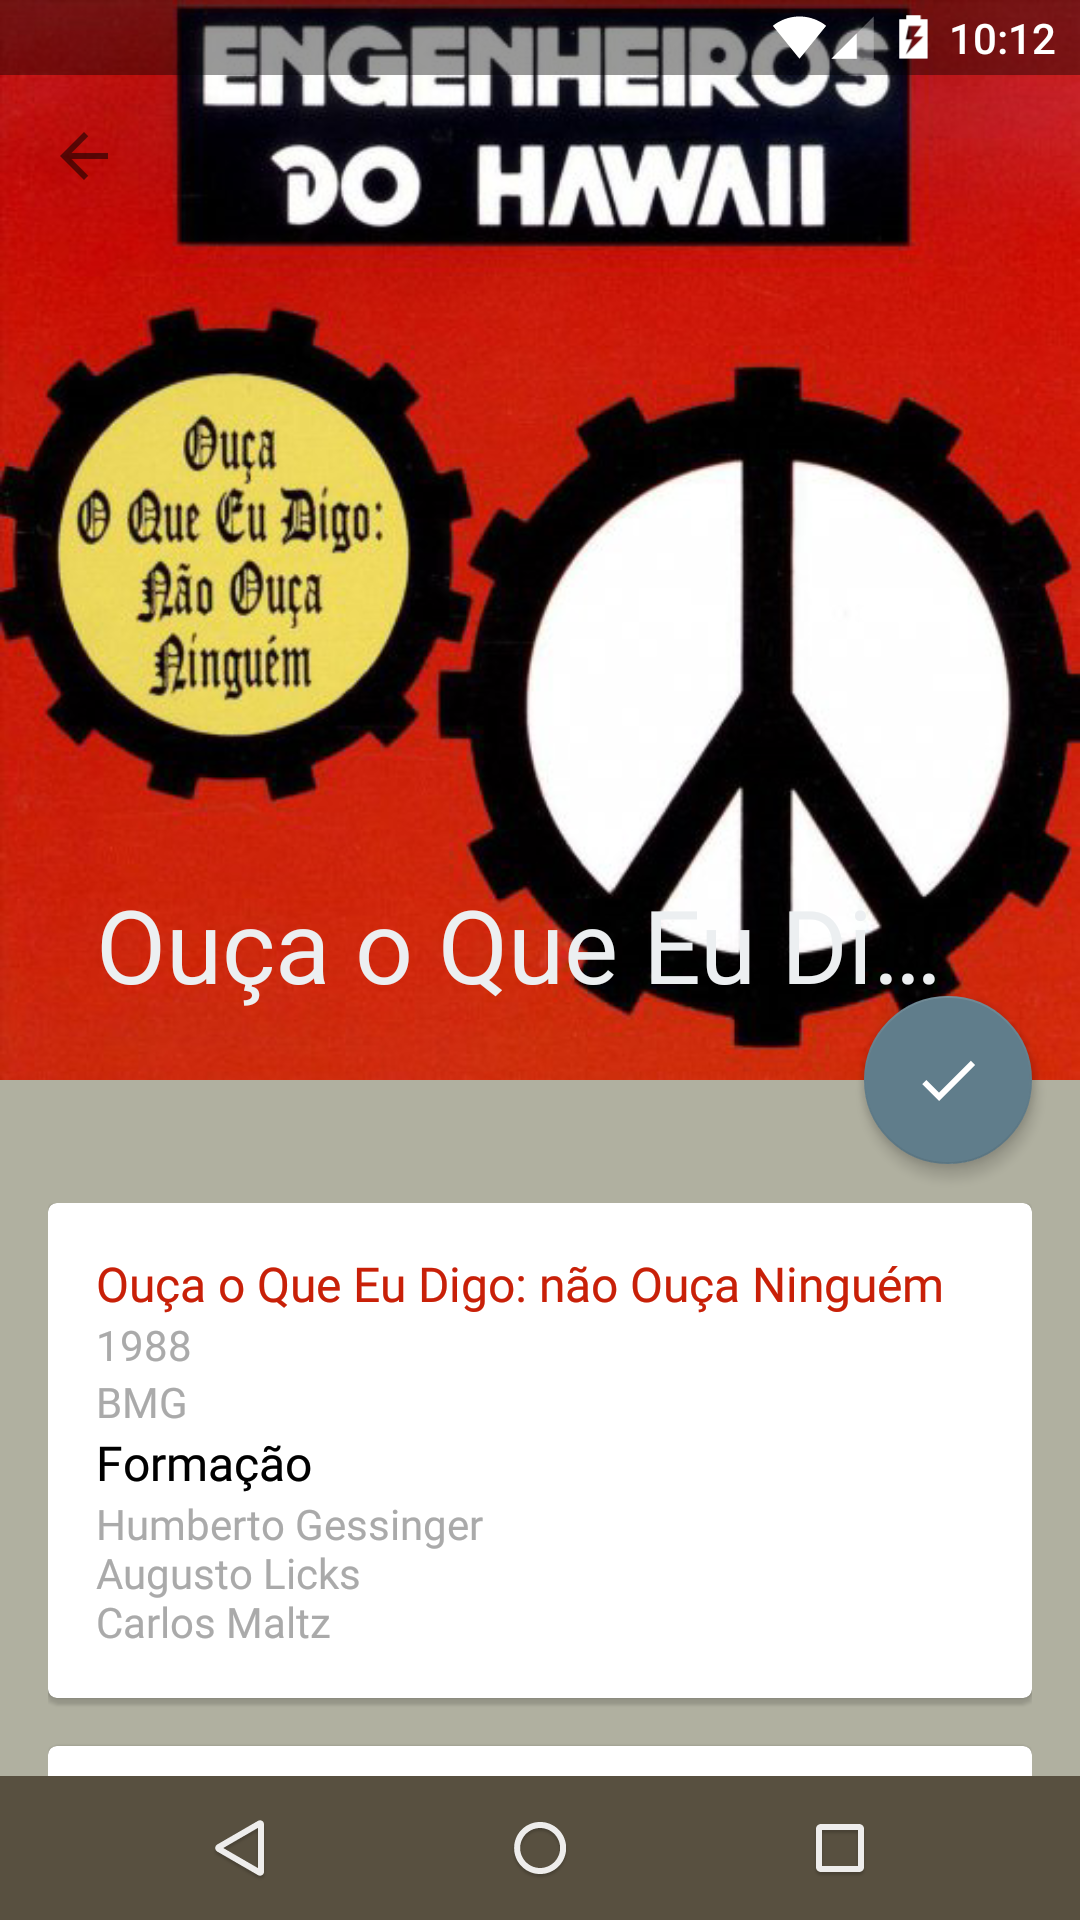 10:12
ENGENHEIROS
DO HAWAII
Ouça
O Que Eu Digo:
Não Ouça
Ninguém
Ouça o Que Eu Di...
Ouça o Que Eu Digo: não Ouça Ninguém
1988
BMG
Formação
Humberto Gessinger
Augusto Licks
Carlos Maltz